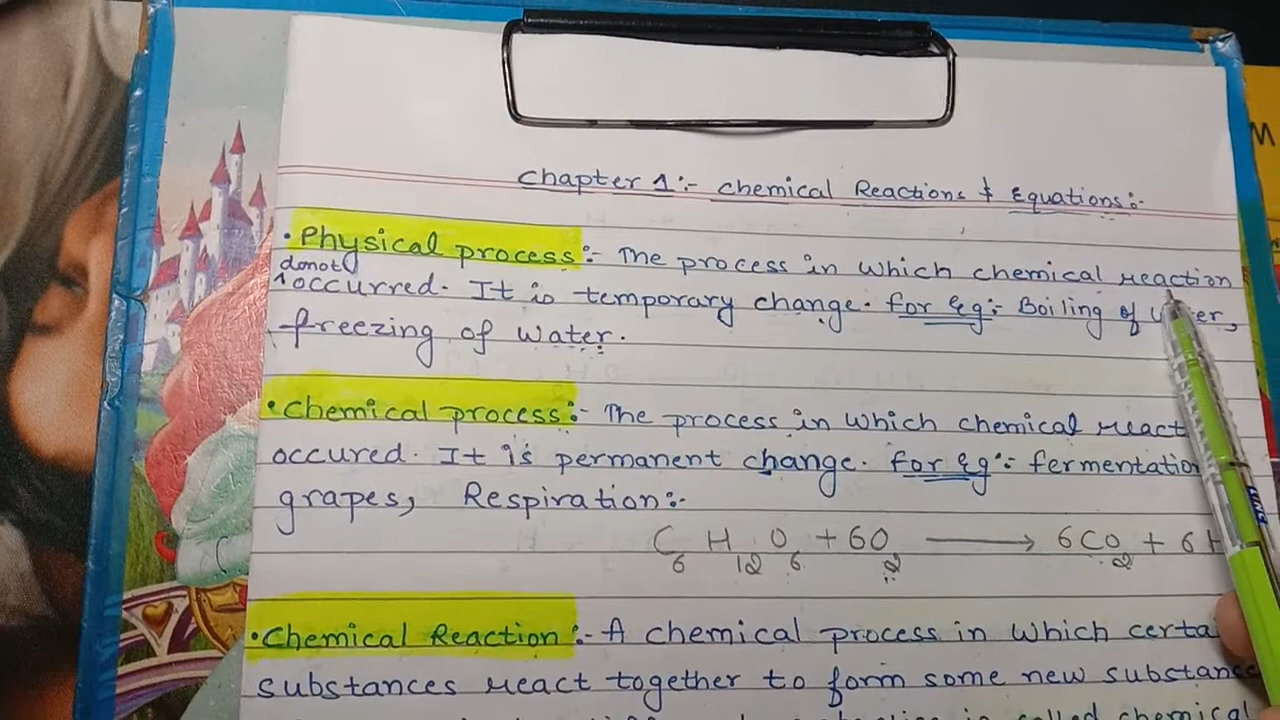 Chapter 1:- Chemical Reactions & Equations:-
• Physical process:- The process in which chemical reaction
donot
occurred. It is temporary change. for Eg:- Boiling of
freezing of water.
• Chemical process:- The process in which chemical react
occured. It is permanent change. for Eg:- fermentation
grapes, Respiration:-
C6H12O6 + 6O2 ⟶ 6CO2 + 6H
• Chemical Reaction:- A chemical process in which certai
substances react together to form some new substance
called chemical